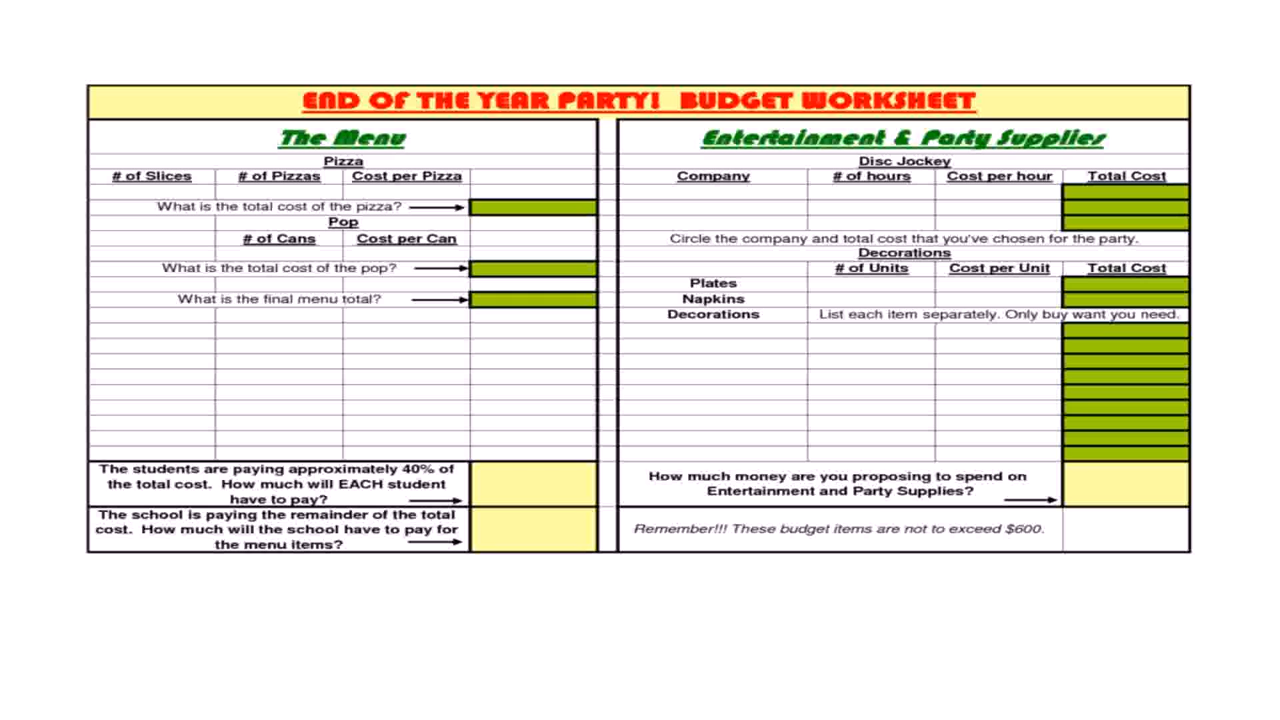 END OF THE YEAR PARTY! BUDGET WORKSHEET
The Menu
Pizza
# of Slices # of Pizzas Cost per Pizza
What is the total cost of the pizza?
Pop
# of Cans Cost per Can
What is the total cost of the pop?
What is the final menu total?
The students are paying approximately 40% of
the total cost. How much will EACH student
have to pay?
The school is paying the remainder of the total
cost. How much will the school have to pay for
the menu items?
Entertainment & Party Supplies
Disc Jockey
Company # of hours Cost per hour Total Cost
Circle the company and total cost that you've chosen for the party.
Decorations
# of Units Cost per Unit Total Cost
Plates
Napkins
Decorations List each item separately. Only buy want you need.
How much money are you proposing to spend on
Entertainment and Party Supplies?
Remember!!! These budget items are not to exceed $600.